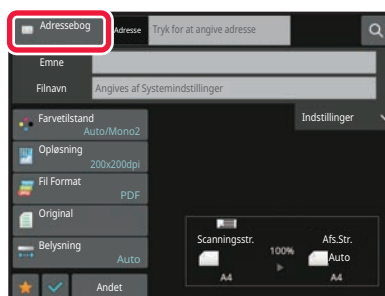 Adressebog
Adresse
Tryk for at angive adresse
Emne
Filnavn
Angives af Systemindstillinger
Farvetilstand
Auto/Mono2
Indstillinger
Opløsning
200x200dpi
Fil Format
PDF
Original
Belysning
Auto
Scanningsstr.
100%
Afs.Str.
Auto
A4
A4
Andet